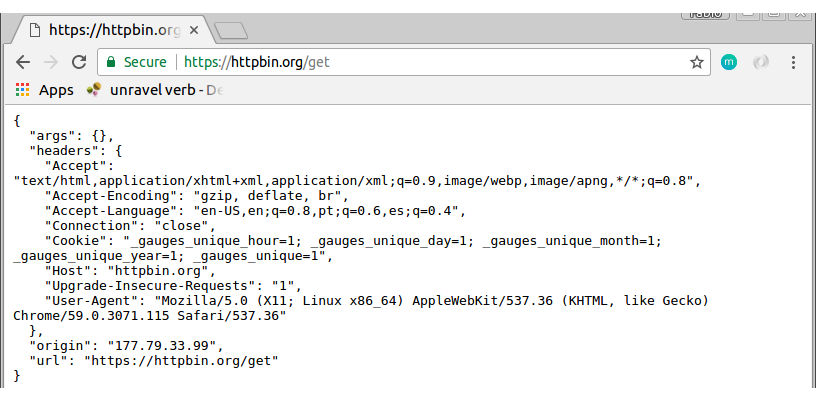 Fabio
https://httpbin.org
Secure https://httpbin.org/get
m
Apps unravel verb - De
{
"args": {},
"headers": {
"Accept":
"text/html,application/xhtml+xml,application/xml;q=0.9,image/webp,image/apng,*/*;q=0.8",
"Accept-Encoding": "gzip, deflate, br",
"Accept-Language": "en-US,en;q=0.8,pt;q=0.6,es;q=0.4",
"Connection": "close",
"Cookie": "_gauges_unique_hour=1; _gauges_unique_day=1; _gauges_unique_month=1;
_gauges_unique_year=1; _gauges_unique=1",
"Host": "httpbin.org",
"Upgrade-Insecure-Requests": "1",
"User-Agent": "Mozilla/5.0 (X11; Linux x86_64) AppleWebKit/537.36 (KHTML, like Gecko)
Chrome/59.0.3071.115 Safari/537.36"
},
"origin": "177.79.33.99",
"url": "https://httpbin.org/get"
}